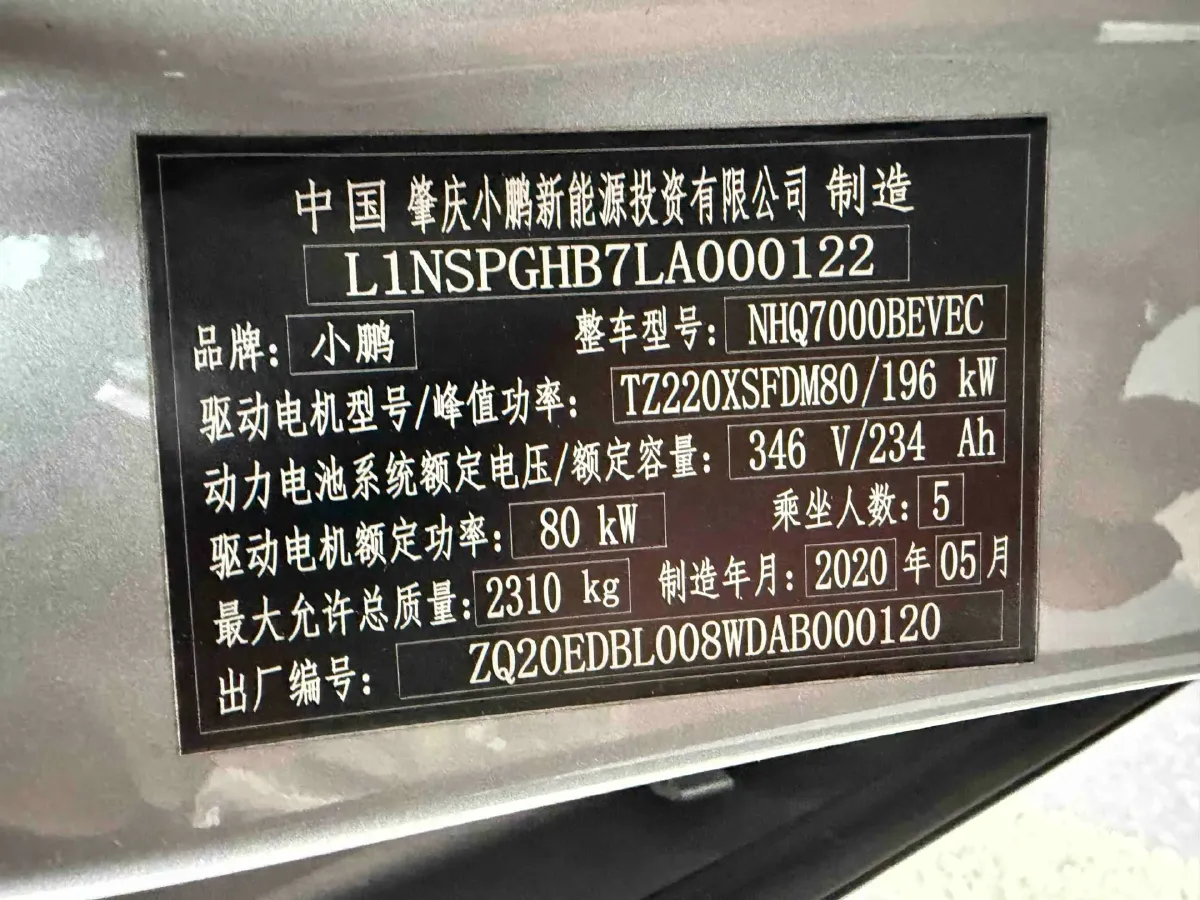 中国 肇庆小鹏新能源投资有限公司 制造
L1NSPGHB7LA000122
品牌: 小鹏 整车型号: NHQ7000BEVEC
驱动电机型号/峰值功率: TZ220XSFDM80/196 kW
动力电池系统额定电压/额定容量: 346 V/234 Ah
驱动电机额定功率: 80 kW 乘坐人数: 5
最大允许总质量: 2310 kg 制造年月: 2020 年 05 月
出厂编号: ZQ20EDBL008WDAB000120